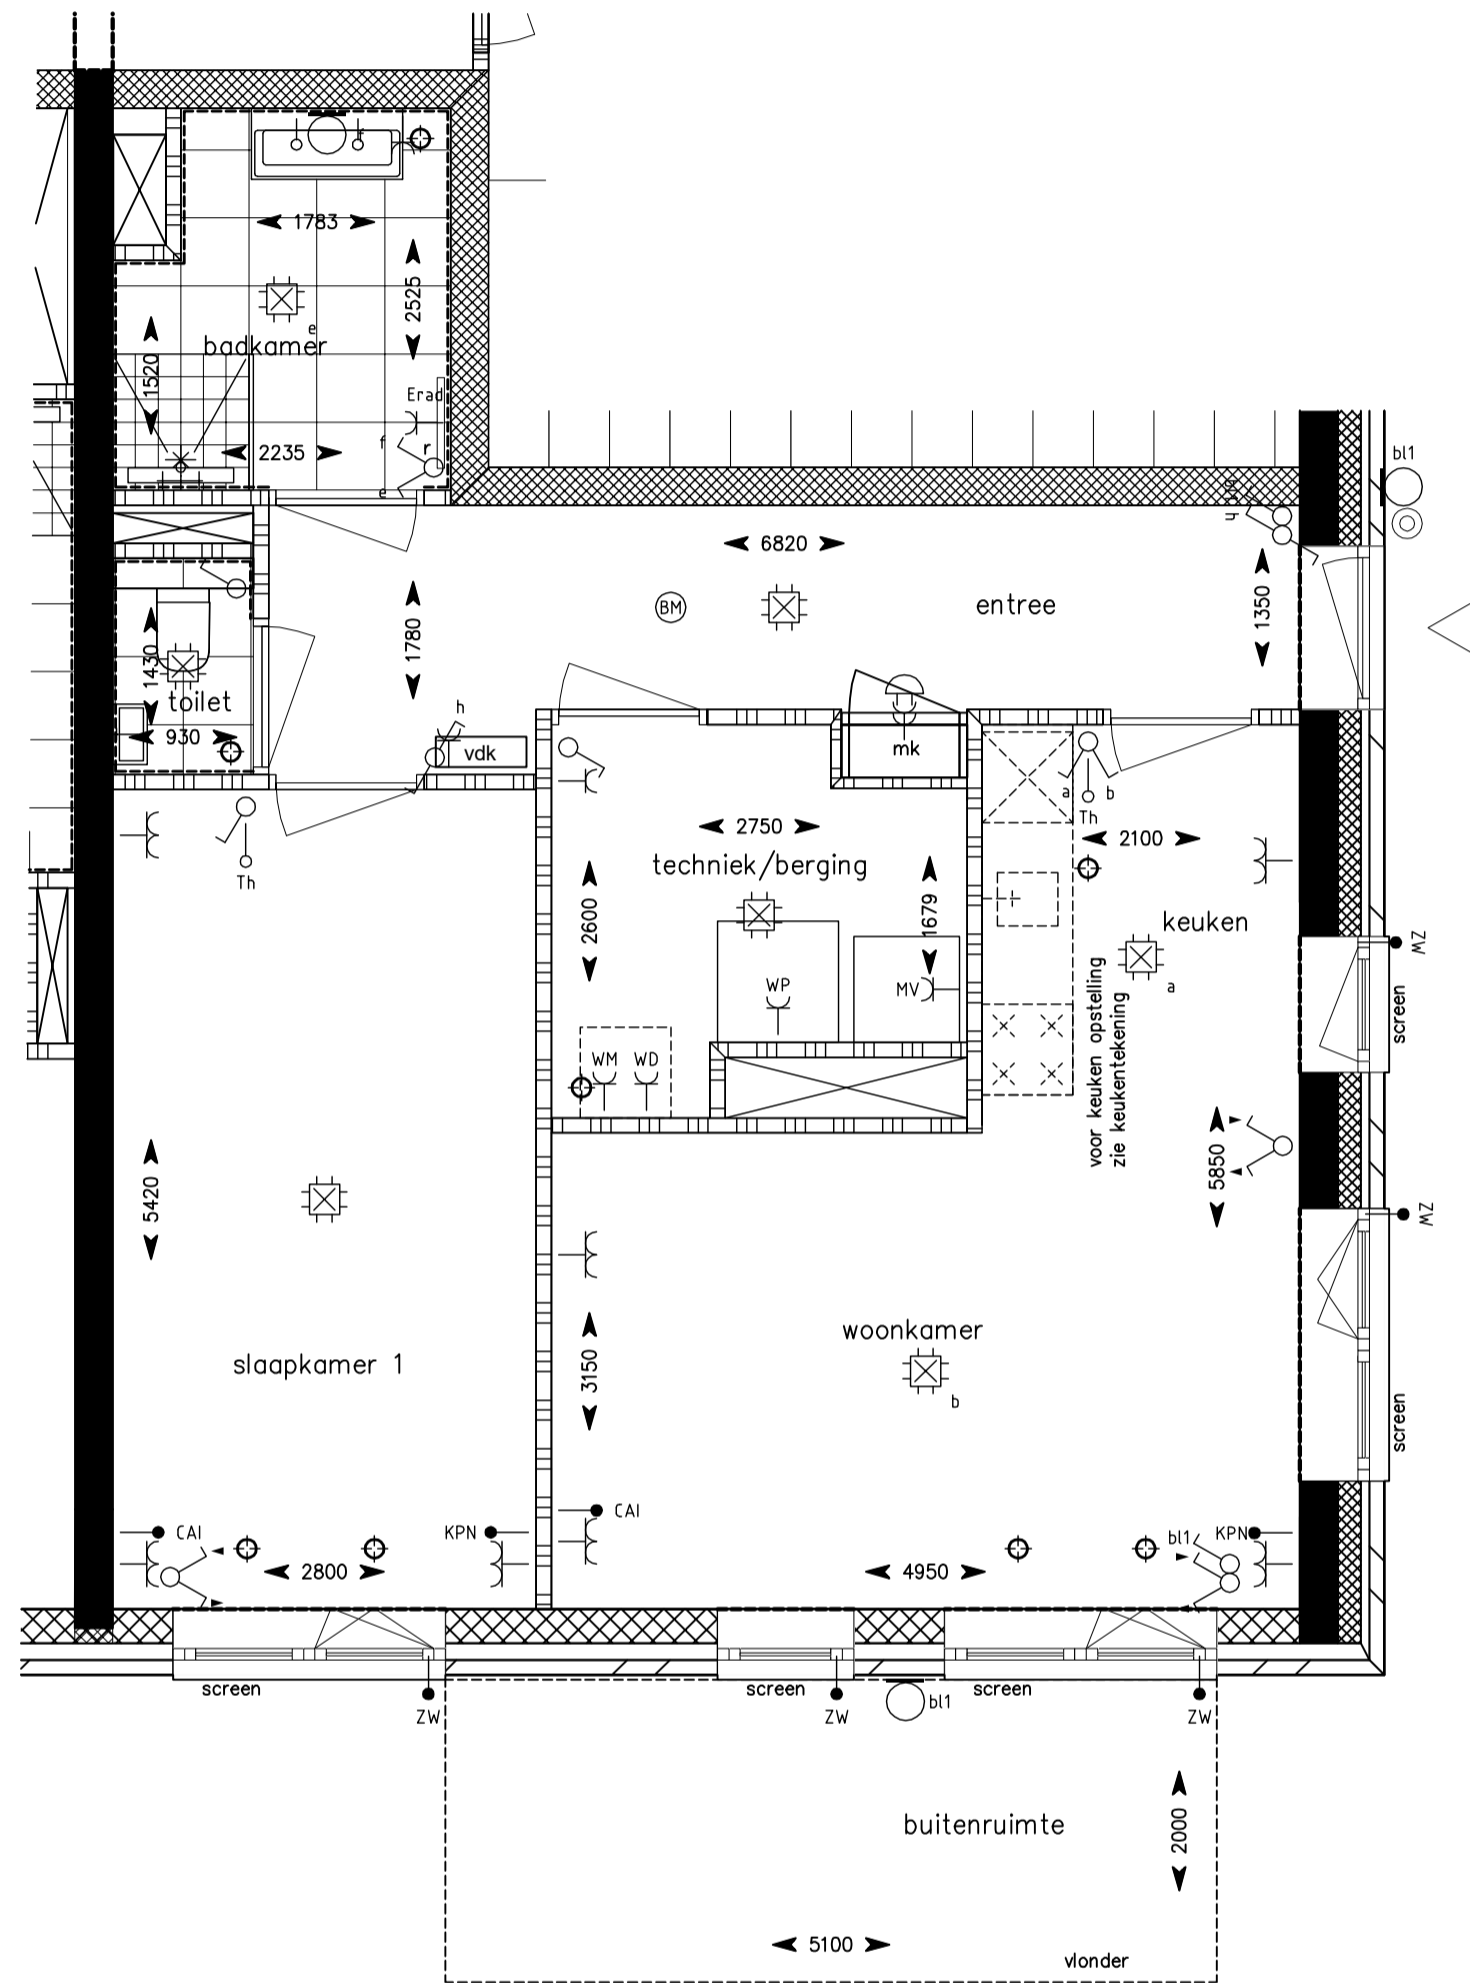 f
1783
2525
e
badkamer
1520
Erad
f
r
2235
e
bl1
bl1 h
6820
BM
entree
1350
1780
1430
toilet
930
h
vdk
mk
a
b
Th
Th
2750
2100
techniek/berging
2600
1679
keuken
ZW
WP
MV
a
screen
voor keuken opstelling
zie keukentekening
WM
WD
5420
5850
ZW
woonkamer
3150
slaapkamer 1
b
screen
CAI
CAI
KPN
bl1
KPN
2800
4950
screen
ZW
screen
ZW
bl1
screen
ZW
buitenruimte
2000
5100
vlonder